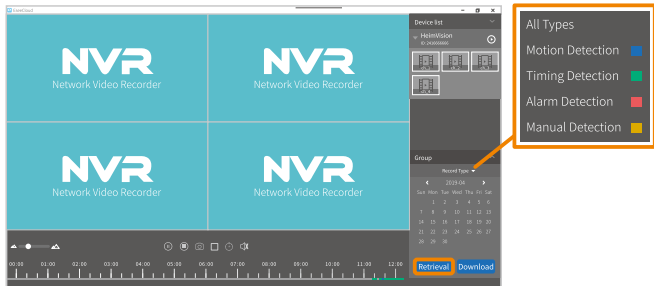 Device list
HeimVision
NVR
Network Video Recorder
NVR
Network Video Recorder
NVR
Network Video Recorder
NVR
Network Video Recorder
Group
Record Type
2019-04
Sun Mon Tue Wed Thu Fri Sat
1 2 3 4 5 6
7 8 9 10 11 12 13
14 15 16 17 18 19 20
21 22 23 24 25 26 27
28 29 30
Retrieval Download
00:00 01:00 02:00 03:00 04:00 05:00 06:00 07:00 08:00 09:00 10:00 11:00 12:00
All Types
Motion Detection
Timing Detection
Alarm Detection
Manual Detection